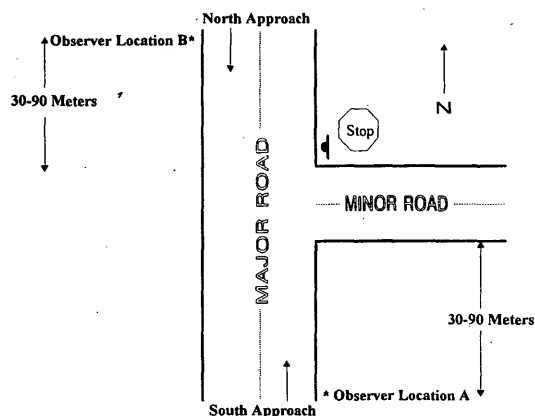 North Approach
Observer Location B*
30-90 Meters
N
Stop
MAJOR ROAD
MINOR ROAD
30-90 Meters
* Observer Location A
South Approach